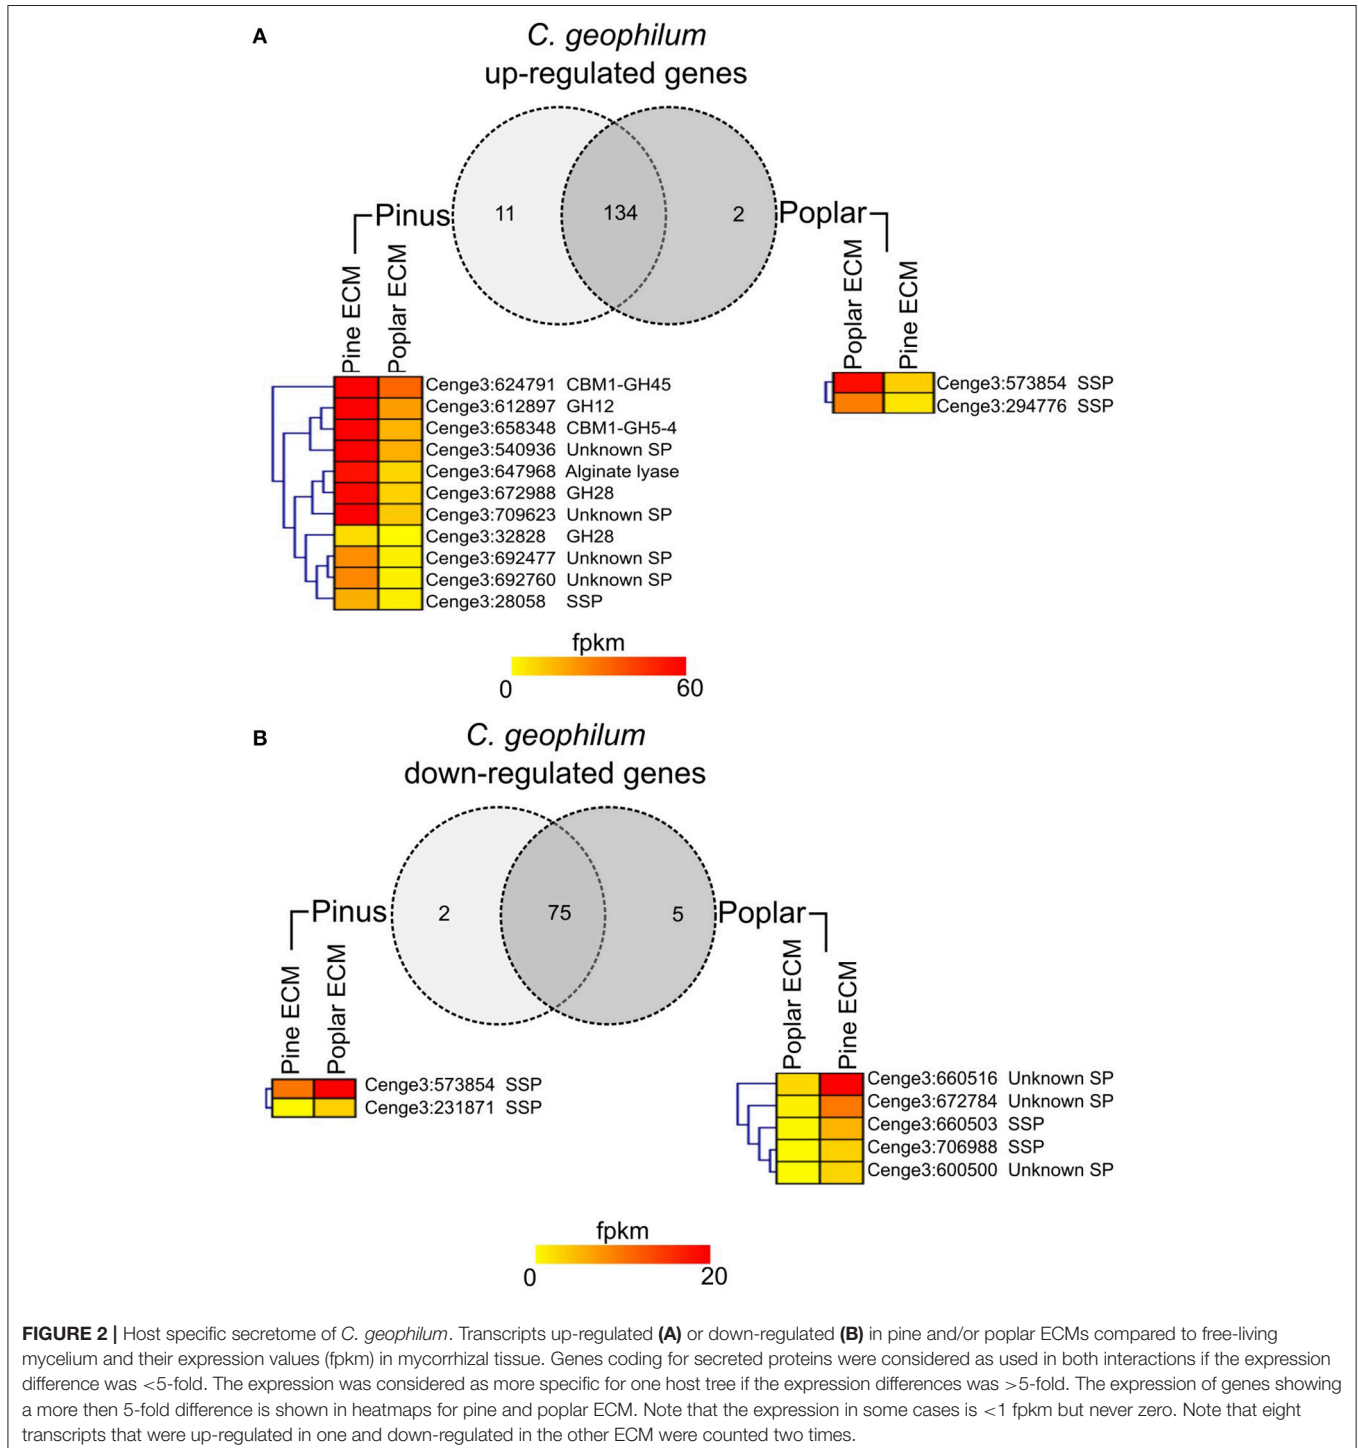 A
C. geophilum
up-regulated genes
Pinus
11
134
2
Poplar
Pine ECM
Poplar ECM
Poplar ECM
Pine ECM
Cenge3:624791 CBM1-GH45
Cenge3:612897 GH12
Cenge3:658348 CBM1-GH5-4
Cenge3:540936 Unknown SP
Cenge3:647968 Alginate lyase
Cenge3:672988 GH28
Cenge3:709623 Unknown SP
Cenge3:32828 GH28
Cenge3:692477 Unknown SP
Cenge3:692760 Unknown SP
Cenge3:28058 SSP
Cenge3:573854 SSP
Cenge3:294776 SSP
fpkm
0
60
B
C. geophilum
down-regulated genes
Pinus
2
75
5
Poplar
Pine ECM
Poplar ECM
Poplar ECM
Pine ECM
Cenge3:573854 SSP
Cenge3:231871 SSP
Cenge3:660516 Unknown SP
Cenge3:672784 Unknown SP
Cenge3:660503 SSP
Cenge3:706988 SSP
Cenge3:600500 Unknown SP
fpkm
0
20
FIGURE 2 | Host specific secretome of C. geophilum. Transcripts up-regulated (A) or down-regulated (B) in pine and/or poplar ECMs compared to free-living
mycelium and their expression values (fpkm) in mycorrhizal tissue. Genes coding for secreted proteins were considered as used in both interactions if the expression
difference was <5-fold. The expression was considered as more specific for one host tree if the expression differences was >5-fold. The expression of genes showing
a more then 5-fold difference is shown in heatmaps for pine and poplar ECM. Note that the expression in some cases is <1 fpkm but never zero. Note that eight
transcripts that were up-regulated in one and down-regulated in the other ECM were counted two times.